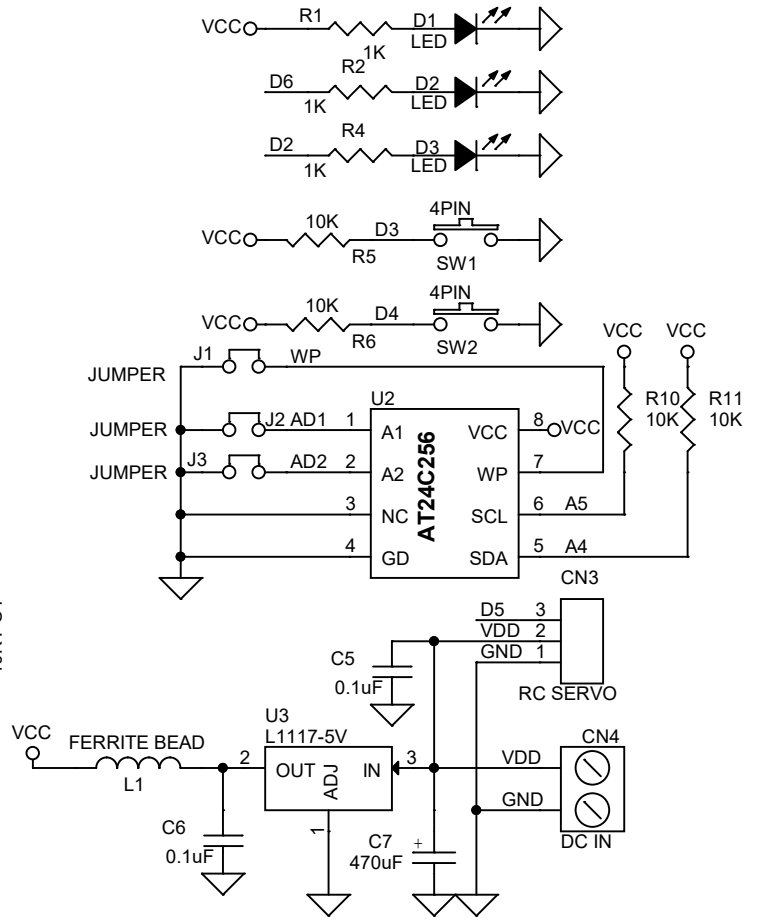 R1 D1
VCC
1K LED
R2
D6 D2
1K LED
R4
D2 D3
1K LED
10K D3 4PIN
VCC
R5 SW1
10K D4 4PIN
VCC
R6 SW2
VCC VCC
J1 WP
JUMPER
R10 R11
10K 10K
U2
JUMPER J2 AD1 1 A1 VCC 8 VCC
JUMPER J3 AD2 2 A2 WP 7
3 NC SCL 6 A5
4 GD SDA 5 A4
AT24C256
CN3
D5 3
VDD 2
GND 1
RC SERVO
C5
0.1uF
U3
L1117-5V
VCC FERRITE BEAD 2 OUT ADJ IN 3 VDD CN4
L1
1
GND
DC IN
C6
0.1uF
C7 +
470uF